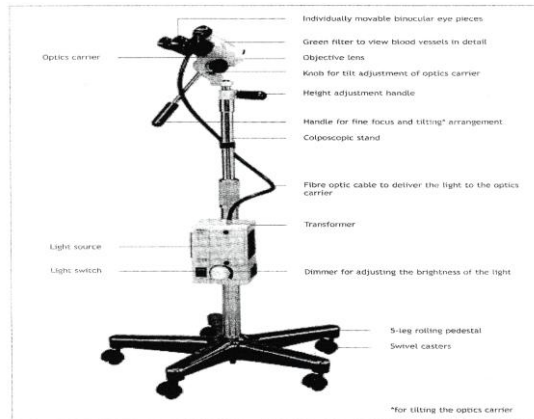 Individually movable binocular eye pieces
Green filter to view blood vessels in detail
Optics carrier
Objective lens
Knob for tilt adjustment of optics carrier
Height adjustment handle
Handle for fine focus and tilting* arrangement
Colposcopic stand
Fibre optic cable to deliver the light to the optics
carrier
Transformer
Light source
Light switch
Dimmer for adjusting the brightness of the light
5-leg rolling pedestal
Swivel casters
*for tilting the optics carrier